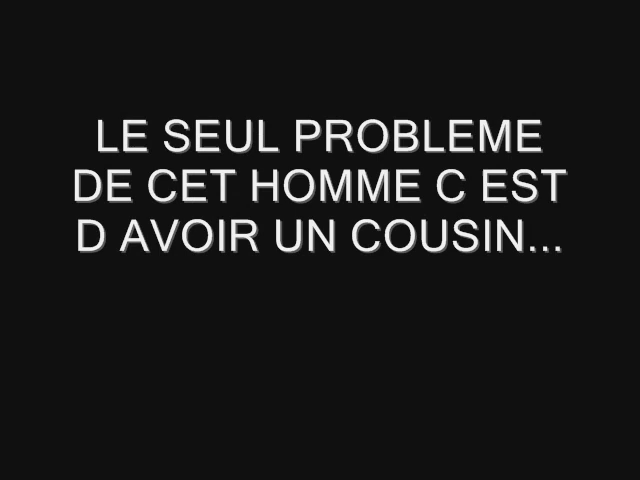 LE SEUL PROBLEME
DE CET HOMME C EST
D AVOIR UN COUSIN...